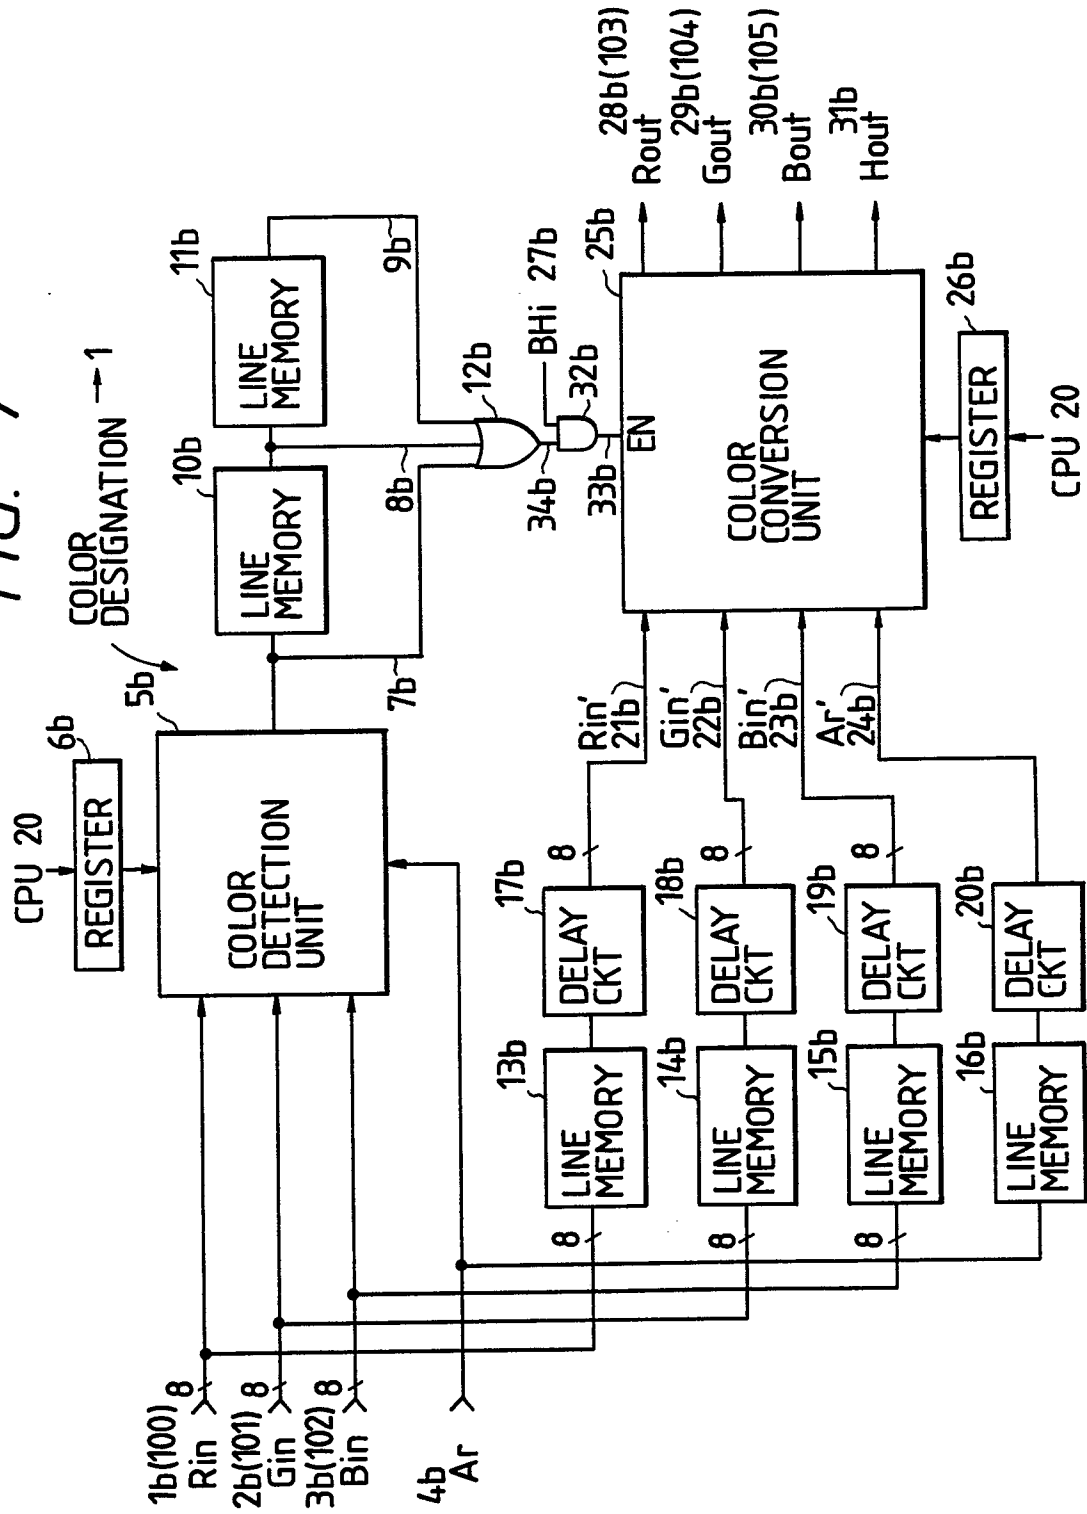 FIG. 7
CPU 20
REGISTER
6b
5b
COLOR
DESIGNATION → 1
COLOR
DETECTION
UNIT
10b
LINE
MEMORY
11b
LINE
MEMORY
7b
8b
9b
12b
34b
BHi 27b
32b
33b
1b(100)
Rin
8
2b(101)
Gin
8
3b(102)
Bin
8
4b
Ar
8
13b
LINE
MEMORY
17b
DELAY
CKT
8
Rin'
21b
8
14b
LINE
MEMORY
18b
DELAY
CKT
8
Gin'
22b
8
15b
LINE
MEMORY
19b
DELAY
CKT
8
Bin'
23b
16b
LINE
MEMORY
20b
DELAY
CKT
Ar'
24b
EN
25b
COLOR
CONVERSION
UNIT
28b(103)
Rout
29b(104)
Gout
30b(105)
Bout
31b
Hout
26b
REGISTER
CPU 20